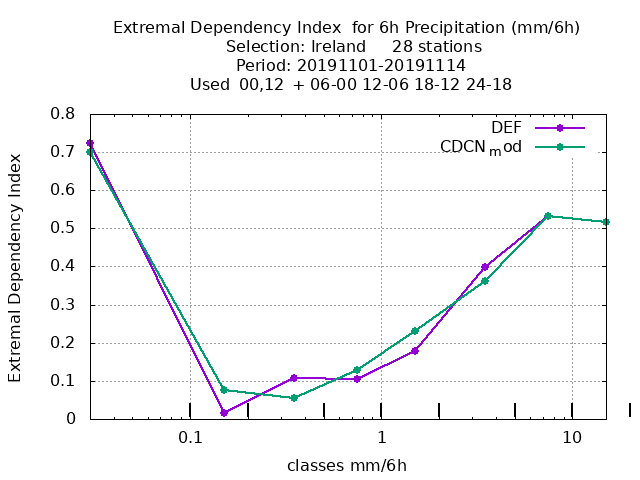 Extremal Dependency Index  for 6h Precipitation (mm/6h)
Selection: Ireland     28 stations
Period: 20191101-20191114
Used  00,12  + 06-00 12-06 18-12 24-18
DEF
CDCN_mod
Extremal Dependency Index
0.8
0.7
0.6
0.5
0.4
0.3
0.2
0.1
0
0.1 1 10
classes mm/6h